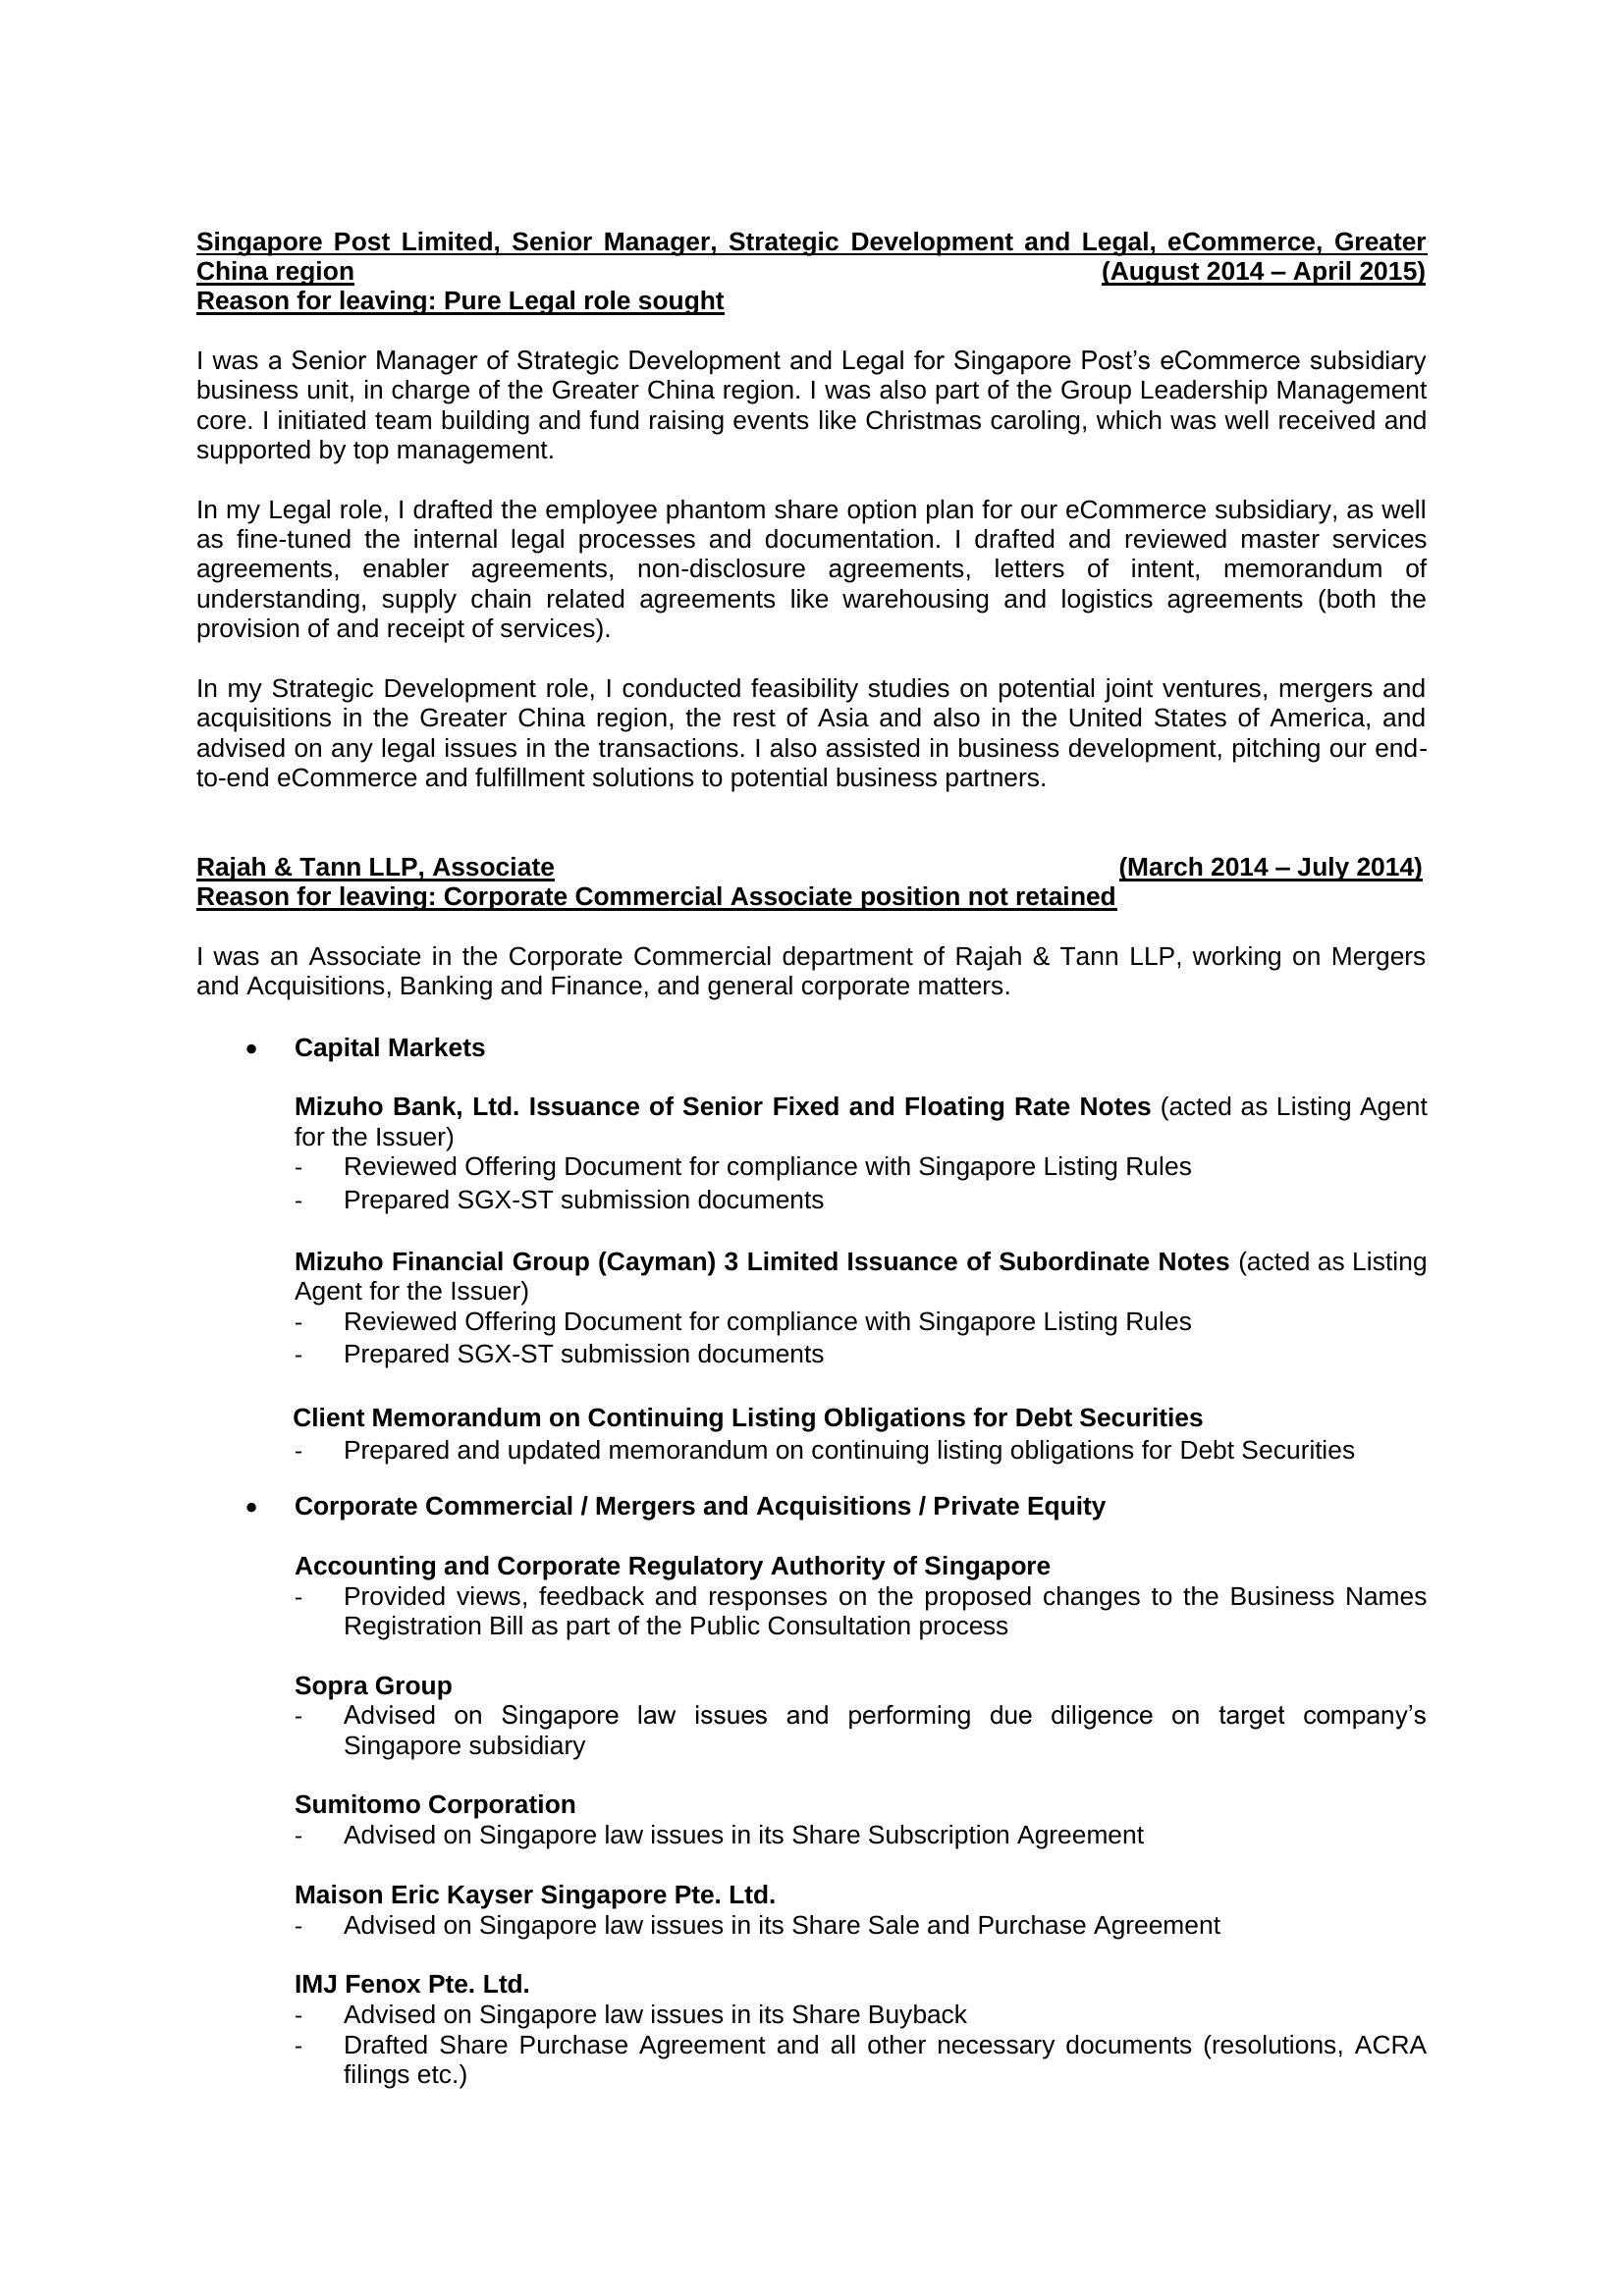 Singapore Post Limited, Senior Manager, Strategic Development and Legal, eCommerce, Greater
China region (August 2014 – April 2015)
Reason for leaving: Pure Legal role sought
I was a Senior Manager of Strategic Development and Legal for Singapore Post’s eCommerce subsidiary
business unit, in charge of the Greater China region. I was also part of the Group Leadership Management
core. I initiated team building and fund raising events like Christmas caroling, which was well received and
supported by top management.
In my Legal role, I drafted the employee phantom share option plan for our eCommerce subsidiary, as well
as fine-tuned the internal legal processes and documentation. I drafted and reviewed master services
agreements, enabler agreements, non-disclosure agreements, letters of intent, memorandum of
understanding, supply chain related agreements like warehousing and logistics agreements (both the
provision of and receipt of services).
In my Strategic Development role, I conducted feasibility studies on potential joint ventures, mergers and
acquisitions in the Greater China region, the rest of Asia and also in the United States of America, and
advised on any legal issues in the transactions. I also assisted in business development, pitching our end-
to-end eCommerce and fulfillment solutions to potential business partners.
Rajah & Tann LLP, Associate (March 2014 – July 2014)
Reason for leaving: Corporate Commercial Associate position not retained
I was an Associate in the Corporate Commercial department of Rajah & Tann LLP, working on Mergers
and Acquisitions, Banking and Finance, and general corporate matters.
• Capital Markets
Mizuho Bank, Ltd. Issuance of Senior Fixed and Floating Rate Notes (acted as Listing Agent
for the Issuer)
- Reviewed Offering Document for compliance with Singapore Listing Rules
- Prepared SGX-ST submission documents
Mizuho Financial Group (Cayman) 3 Limited Issuance of Subordinate Notes (acted as Listing
Agent for the Issuer)
- Reviewed Offering Document for compliance with Singapore Listing Rules
- Prepared SGX-ST submission documents
Client Memorandum on Continuing Listing Obligations for Debt Securities
- Prepared and updated memorandum on continuing listing obligations for Debt Securities
• Corporate Commercial / Mergers and Acquisitions / Private Equity
Accounting and Corporate Regulatory Authority of Singapore
- Provided views, feedback and responses on the proposed changes to the Business Names
Registration Bill as part of the Public Consultation process
Sopra Group
- Advised on Singapore law issues and performing due diligence on target company’s
Singapore subsidiary
Sumitomo Corporation
- Advised on Singapore law issues in its Share Subscription Agreement
Maison Eric Kayser Singapore Pte. Ltd.
- Advised on Singapore law issues in its Share Sale and Purchase Agreement
IMJ Fenox Pte. Ltd.
- Advised on Singapore law issues in its Share Buyback
- Drafted Share Purchase Agreement and all other necessary documents (resolutions, ACRA
filings etc.)